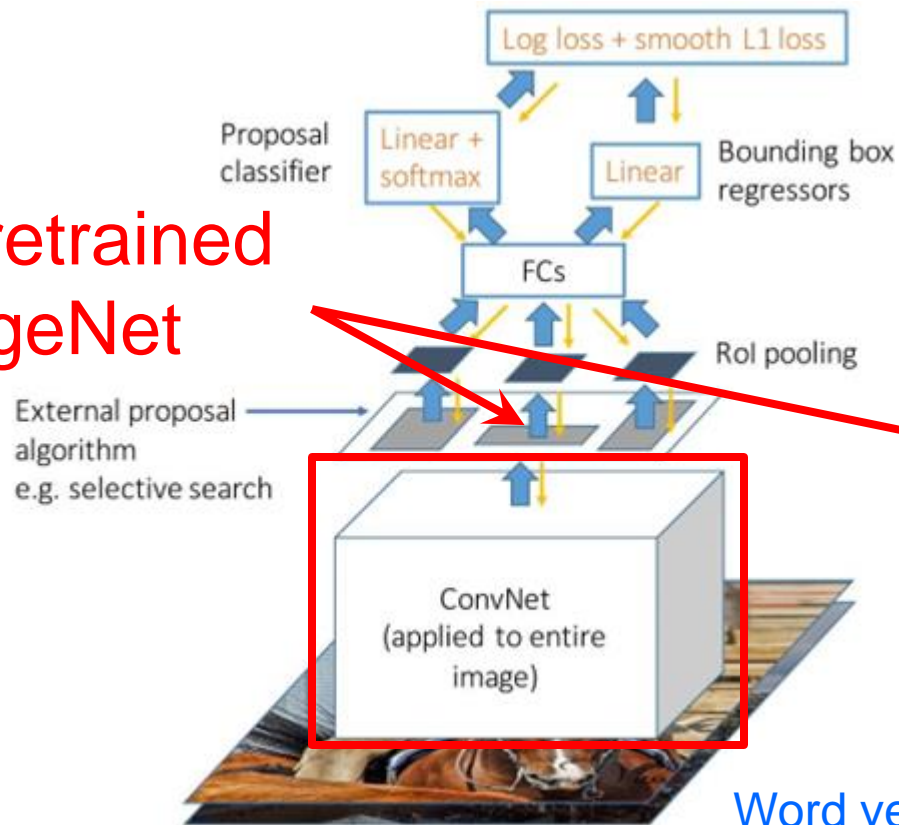 Log loss + smooth L1 loss
Proposal
classifier
Linear +
softmax
Linear
Bounding box
regressors
retrained
geNet
FCs
RoI pooling
External proposal
algorithm
e.g. selective search
ConvNet
(applied to entire
image)
Word ve